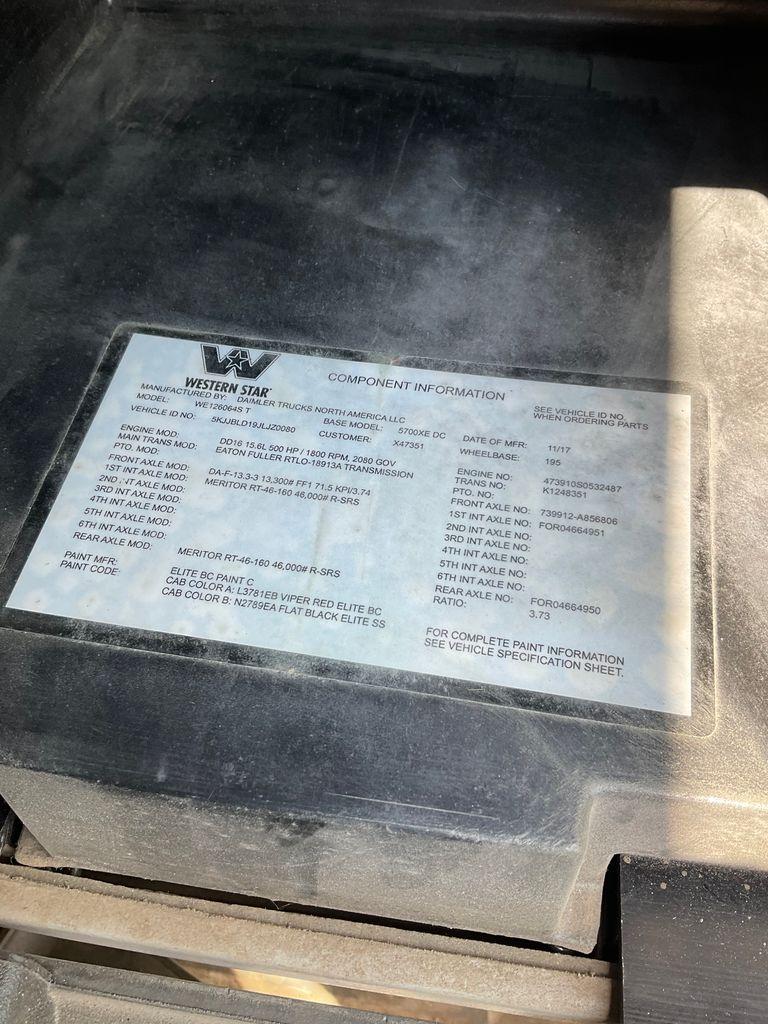 WESTERN STAR
COMPONENT INFORMATION
SEE VEHICLE ID NO.
WHEN ORDERING PARTS
MANUFACTURED BY: DAIMLER TRUCKS NORTH AMERICA LLC
MODEL: WE126064S T BASE MODEL: 5700XE DC DATE OF MFR: 11/17
VEHICLE ID NO: 5KJJBLD19JLJZ0080 CUSTOMER: X47351 WHEELBASE: 195
ENGINE MOD: DD16 15.6L 500 HP / 1800 RPM, 2080 GOV ENGINE NO: 473910S0532487
MAIN TRANS MOD: EATON FULLER RTLO-18913A TRANSMISSION TRANS NO: K1248351
PTO. MOD: PTO. NO:
FRONT AXLE MOD: DA-F-13.3-3 13,300# FF1 71.5 KPI/3.74 FRONT AXLE NO: 739912-A856806
1ST INT AXLE MOD: MERITOR RT-46-160 46,000# R-SRS 1ST INT AXLE NO: FOR04664951
2ND INT AXLE MOD: 2ND INT AXLE NO:
3RD INT AXLE MOD: 3RD INT AXLE NO:
4TH INT AXLE MOD: 4TH INT AXLE NO:
5TH INT AXLE MOD: 5TH INT AXLE NO:
6TH INT AXLE MOD: 6TH INT AXLE NO:
REAR AXLE MOD: MERITOR RT-46-160 46,000# R-SRS REAR AXLE NO: FOR04664950
RATIO: 3.73
PAINT MFR: ELITE BC PAINT C
PAINT CODE: CAB COLOR A: L3781EB VIPER RED ELITE BC
CAB COLOR B: N2789EA FLAT BLACK ELITE SS
FOR COMPLETE PAINT INFORMATION
SEE VEHICLE SPECIFICATION SHEET.